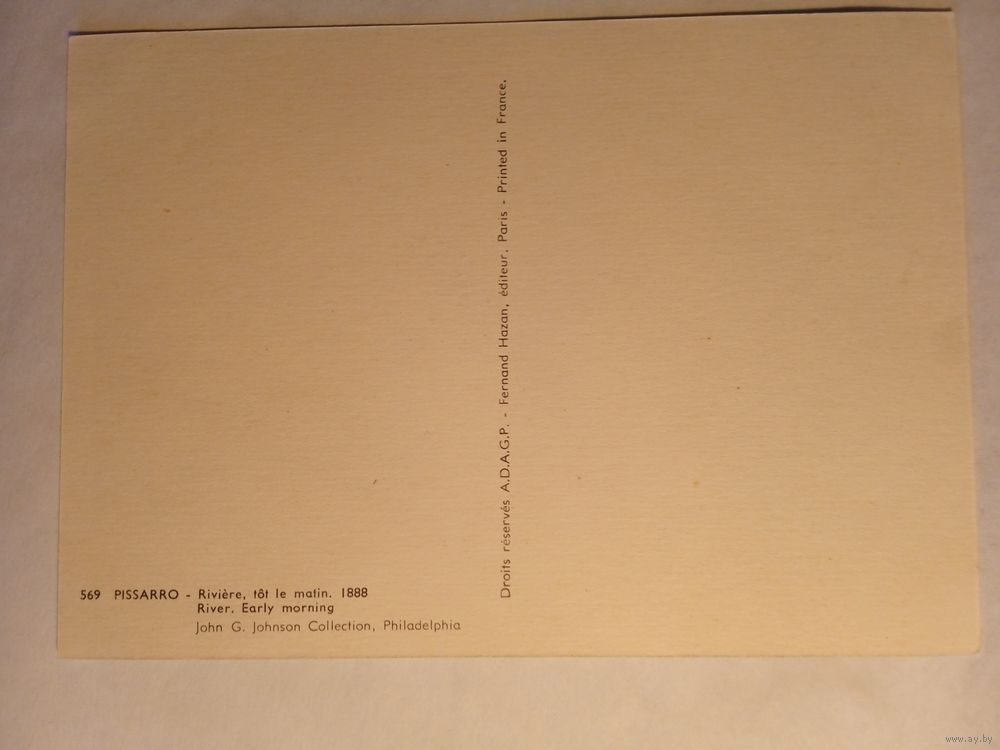 569 PISSARRO - Rivière, tôt le matin. 1888
River. Early morning
John G. Johnson Collection, Philadelphia
Droits réservés A.D.A.G.P. - Fernand Hazan, éditeur, Paris - Printed in France.
www.ay.by